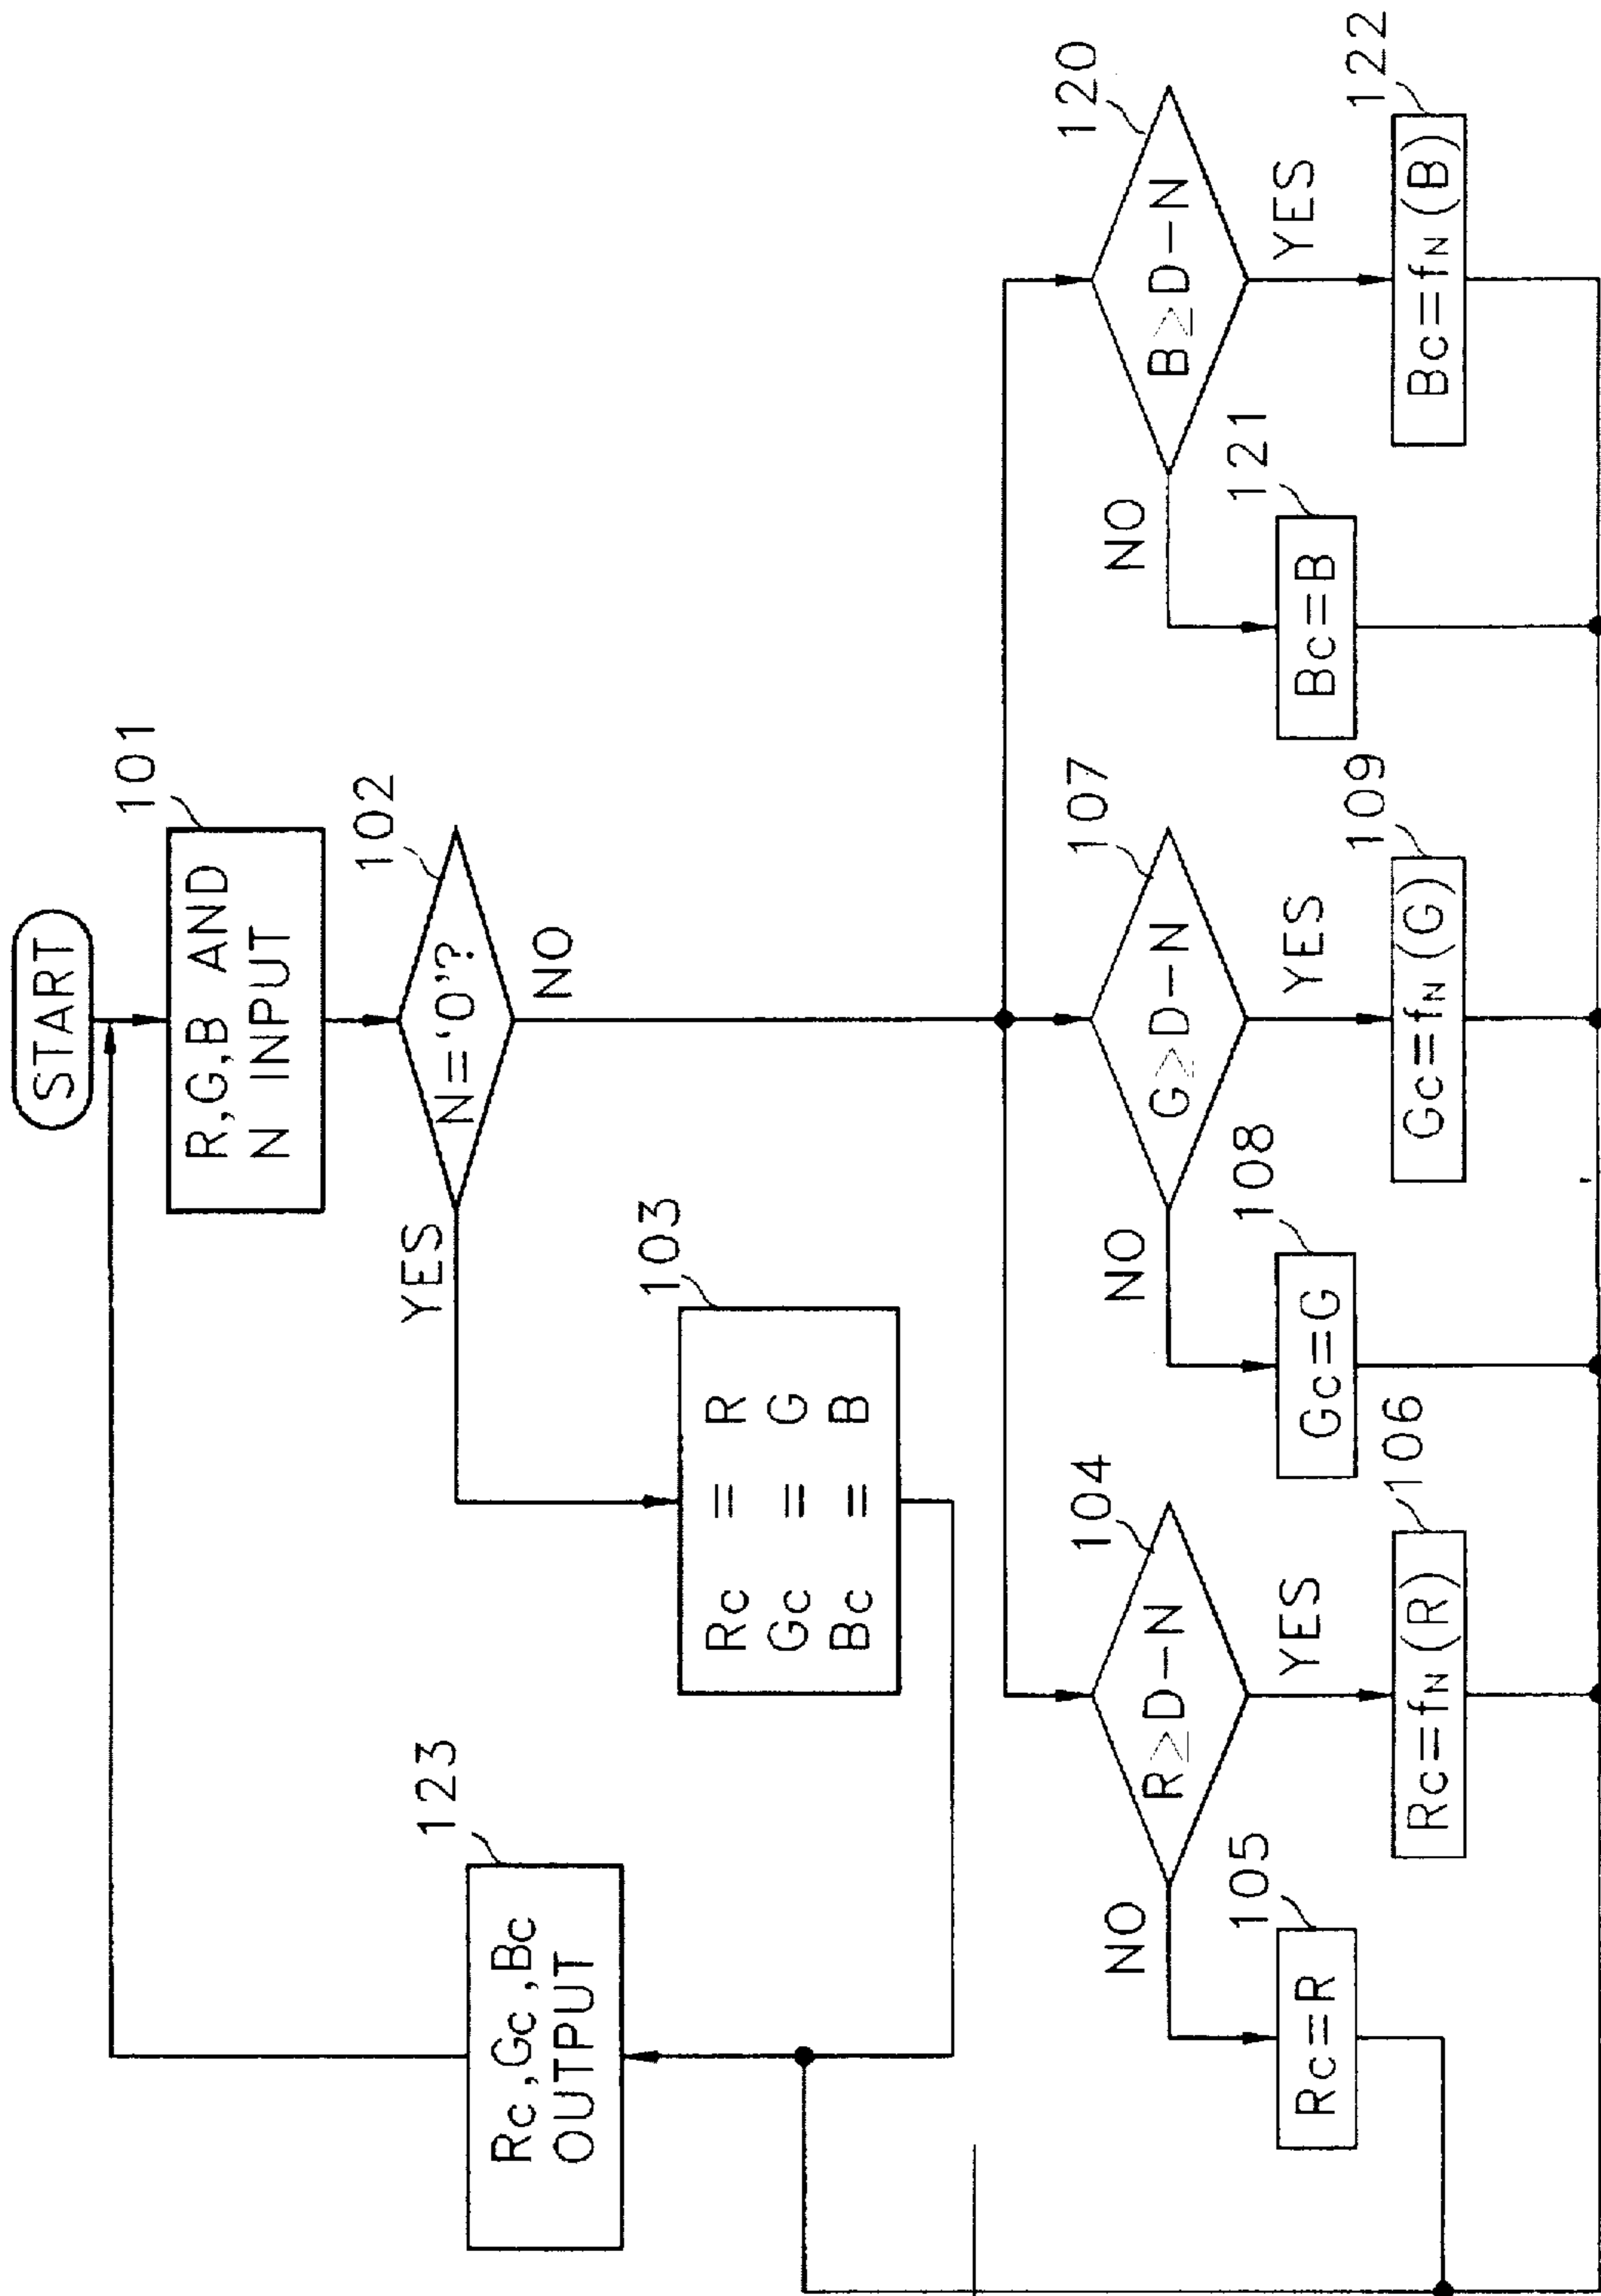 START
101
R,G,B AND
N INPUT
102
N='0'?
YES
NO
103
Rc = R
Gc = G
Bc = B
123
Rc,Gc,Bc
OUTPUT
104
R≥D-N
NO
YES
105
Rc=R
106
Rc=fN(R)
107
G≥D-N
NO
YES
108
Gc=G
109
Gc=fN(G)
120
B≥D-N
NO
YES
121
Bc=B
122
Bc=fN(B)